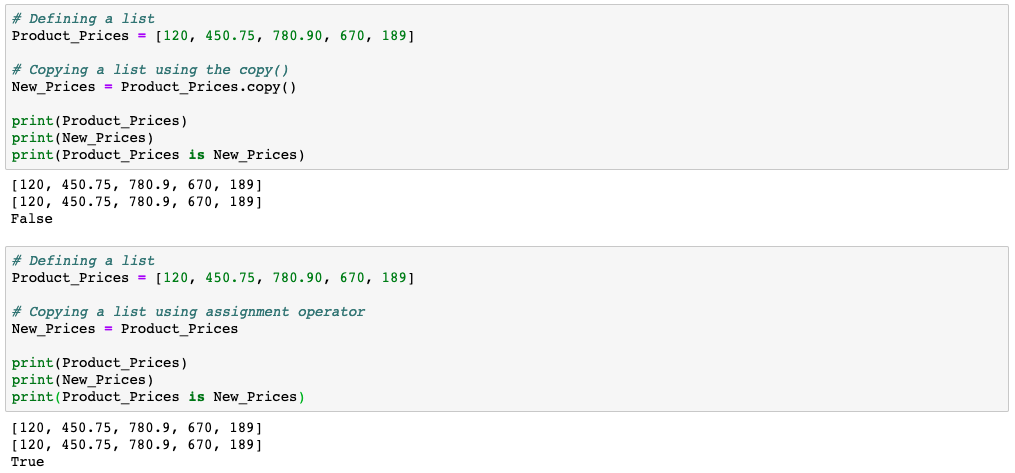 # Defining a list
Product_Prices = [120, 450.75, 780.90, 670, 189]
# Copying a list using the copy()
New_Prices = Product_Prices.copy()
print(Product_Prices)
print(New_Prices)
print(Product_Prices is New_Prices)
[120, 450.75, 780.9, 670, 189]
[120, 450.75, 780.9, 670, 189]
False
# Defining a list
Product_Prices = [120, 450.75, 780.90, 670, 189]
# Copying a list using assignment operator
New_Prices = Product_Prices
print(Product_Prices)
print(New_Prices)
print(Product_Prices is New_Prices)
[120, 450.75, 780.9, 670, 189]
[120, 450.75, 780.9, 670, 189]
True